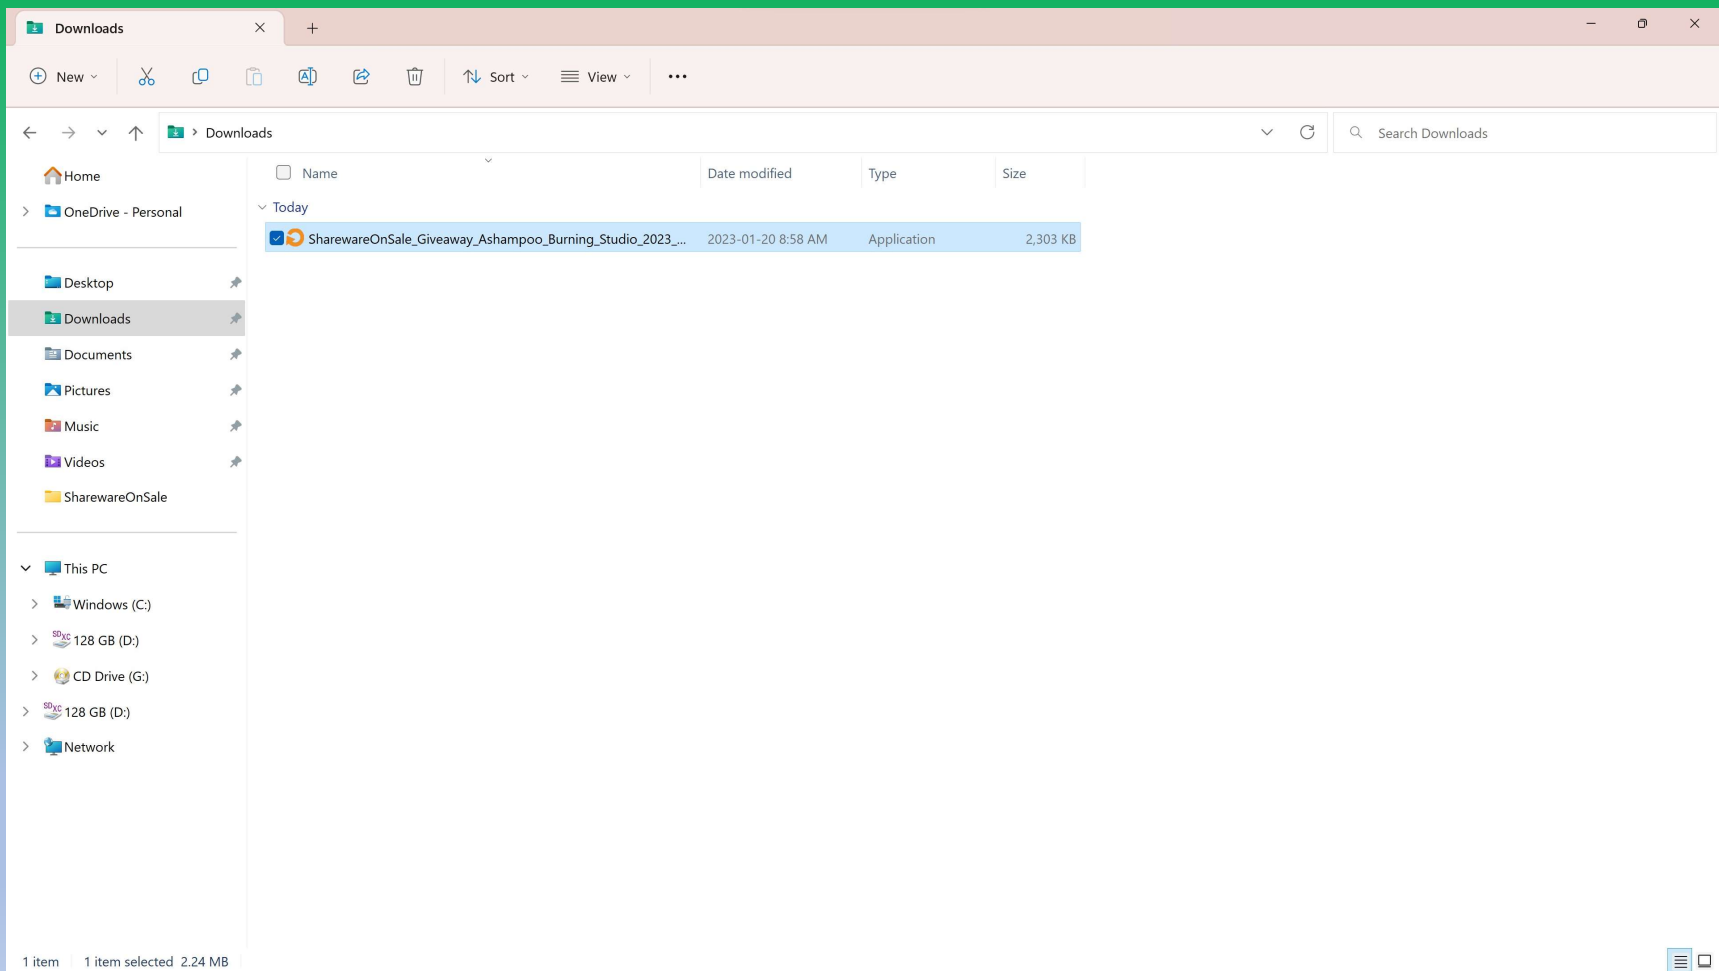 Downloads
New
Sort
View
Downloads
Search Downloads
Home
OneDrive - Personal
Desktop
Downloads
Documents
Pictures
Music
Videos
SharewareOnSale
This PC
Windows (C:)
SDXC 128 GB (D:)
CD Drive (G:)
SDXC 128 GB (D:)
Network
Name Date modified Type Size
Today
SharewareOnSale_Giveaway_Ashampoo_Burning_Studio_2023_... 2023-01-20 8:58 AM Application 2,303 KB
1 item 1 item selected 2.24 MB